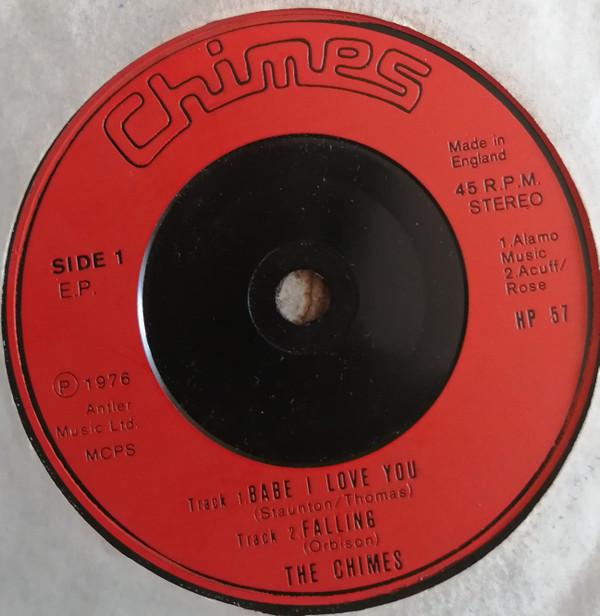 Chimes
Made in
England
45 R.P.M.
STEREO
1.Alamo
Music
2.Acuff/
Rose
HP 57
SIDE 1
E.P.
Ⓟ 1976
Antler
Music Ltd.
MCPS
Track 1.BABE I LOVE YOU
(Staunton/Thomas)
Track 2.FALLING
(Orbison)
THE CHIMES